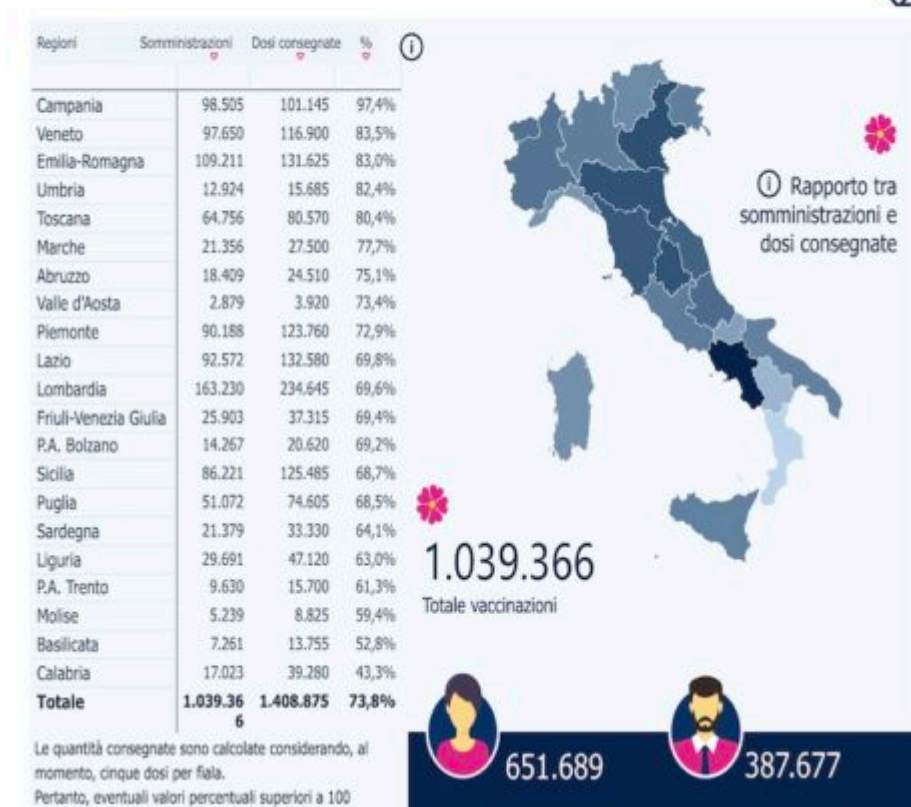 Regioni Somministrazioni Dosi consegnate %
Campania 98.505 101.145 97,4%
Veneto 97.650 116.900 83,5%
Emilia-Romagna 109.211 131.625 83,0%
Umbria 12.924 15.685 82,4%
Toscana 64.756 80.570 80,4%
Marche 21.356 27.500 77,7%
Abruzzo 18.409 24.510 75,1%
Valle d'Aosta 2.879 3.920 73,4%
Piemonte 90.188 123.760 72,9%
Lazio 92.572 132.580 69,8%
Lombardia 163.230 234.645 69,6%
Friuli-Venezia Giulia 25.903 37.315 69,4%
P.A. Bolzano 14.267 20.620 69,2%
Sicilia 86.221 125.485 68,7%
Puglia 51.072 74.605 68,5%
Sardegna 21.379 33.330 64,1%
Liguria 29.691 47.120 63,0%
P.A. Trento 9.630 15.700 61,3%
Molise 5.239 8.825 59,4%
Basilicata 7.261 13.755 52,8%
Calabria 17.023 39.280 43,3%
Totale 1.039.36 1.408.875 73,8%
6
Le quantità consegnate sono calcolate considerando, al
momento, cinque dosi per fiala.
Pertanto, eventuali valori percentuali superiori a 100
i
i Rapporto tra
somministrazioni e
dosi consegnate
1.039.366
Totale vaccinazioni
651.689
387.677